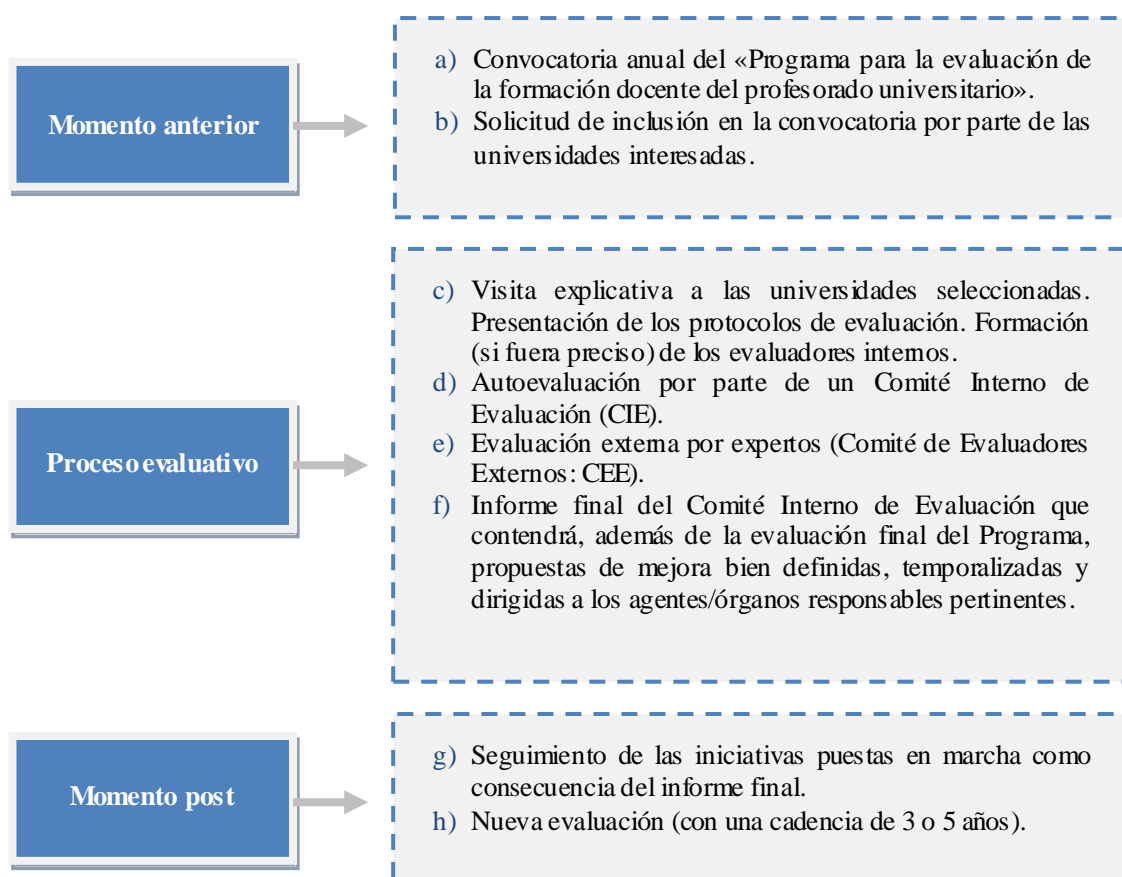 Momento anterior
a) Convocatoria anual del «Programa para la evaluación de
la formación docente del profesorado universitario».
b) Solicitud de inclusión en la convocatoria por parte de las
universidades interesadas.
Proceso evaluativo
c) Visita explicativa a las universidades seleccionadas.
Presentación de los protocolos de evaluación. Formación
(si fuera preciso) de los evaluadores internos.
d) Autoevaluación por parte de un Comité Interno de
Evaluación (CIE).
e) Evaluación externa por expertos (Comité de Evaluadores
Externos: CEE).
f) Informe final del Comité Interno de Evaluación que
contendrá, además de la evaluación final del Programa,
propuestas de mejora bien definidas, temporalizadas y
dirigidas a los agentes/órganos responsables pertinentes.
Momento post
g) Seguimiento de las iniciativas puestas en marcha como
consecuencia del informe final.
h) Nueva evaluación (con una cadencia de 3 o 5 años).